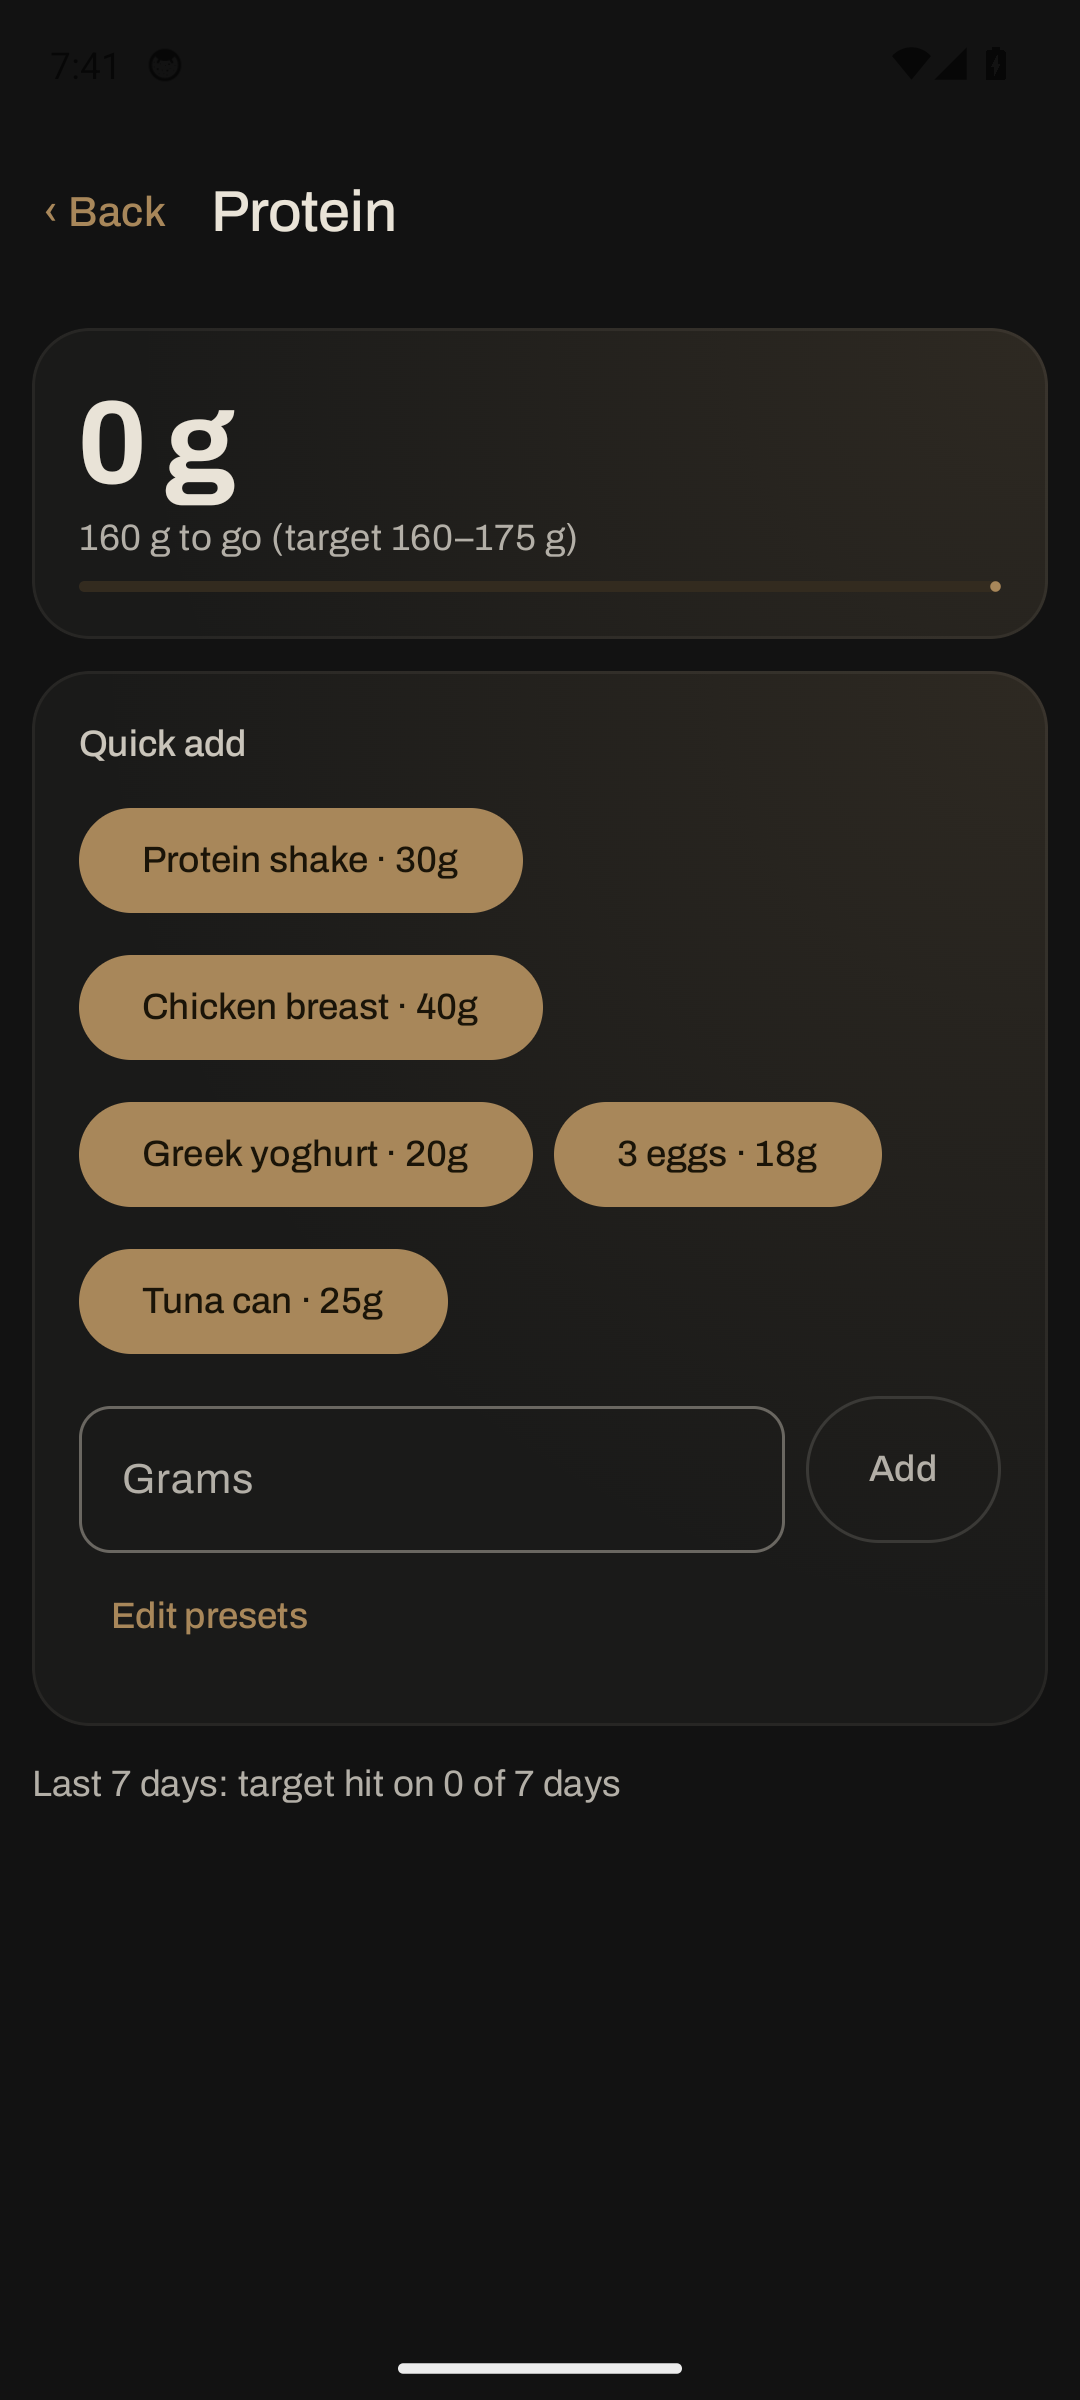 7:41
‹ Back Protein
0 g
160 g to go (target 160–175 g)
Quick add
Protein shake · 30g
Chicken breast · 40g
Greek yoghurt · 20g 3 eggs · 18g
Tuna can · 25g
Grams Add
Edit presets
Last 7 days: target hit on 0 of 7 days